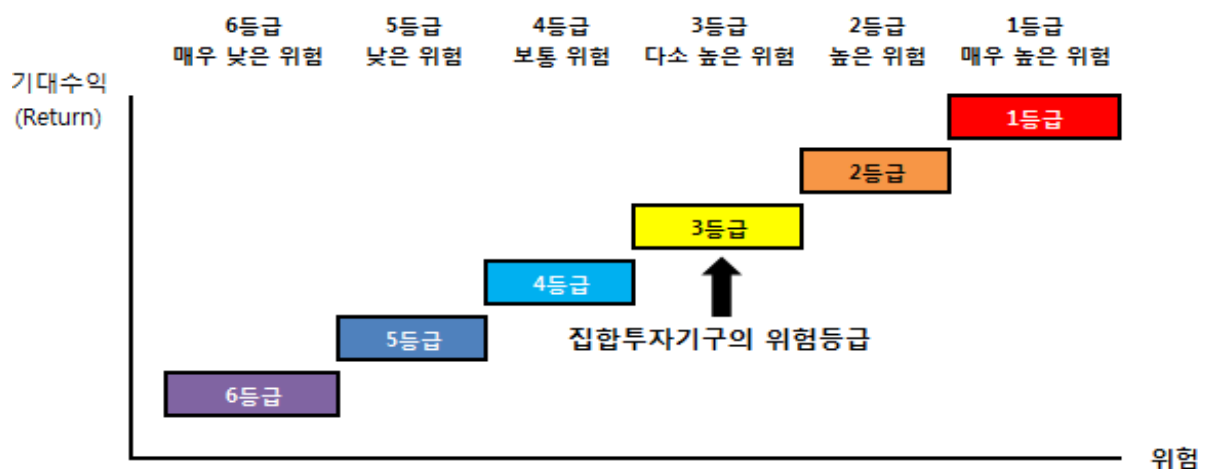 6등급 5등급 4등급 3등급 2등급 1등급
매우 낮은 위험 낮은 위험 보통 위험 다소 높은 위험 높은 위험 매우 높은 위험
기대수익
(Return)
1등급
2등급
3등급
4등급
5등급
집합투자기구의 위험등급
6등급
위험